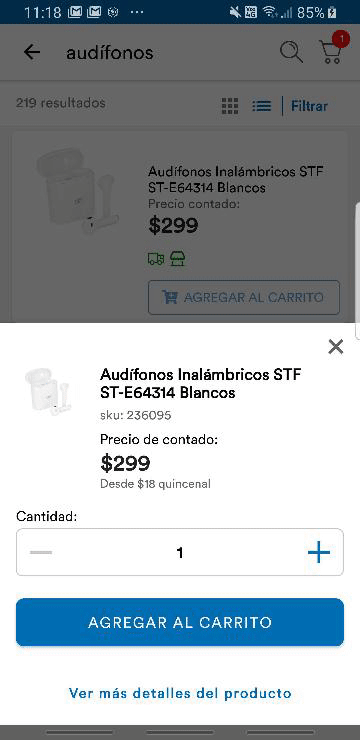 11:18
85%
audífonos
1
219 resultados
Filtrar
Audífonos Inalámbricos STF
ST-E64314 Blancos
Precio contado:
$299
AGREGAR AL CARRITO
Audífonos Inalámbricos STF
ST-E64314 Blancos
sku: 236095
Precio de contado:
$299
Desde $18 quincenal
Cantidad:
1
AGREGAR AL CARRITO
Ver más detalles del producto